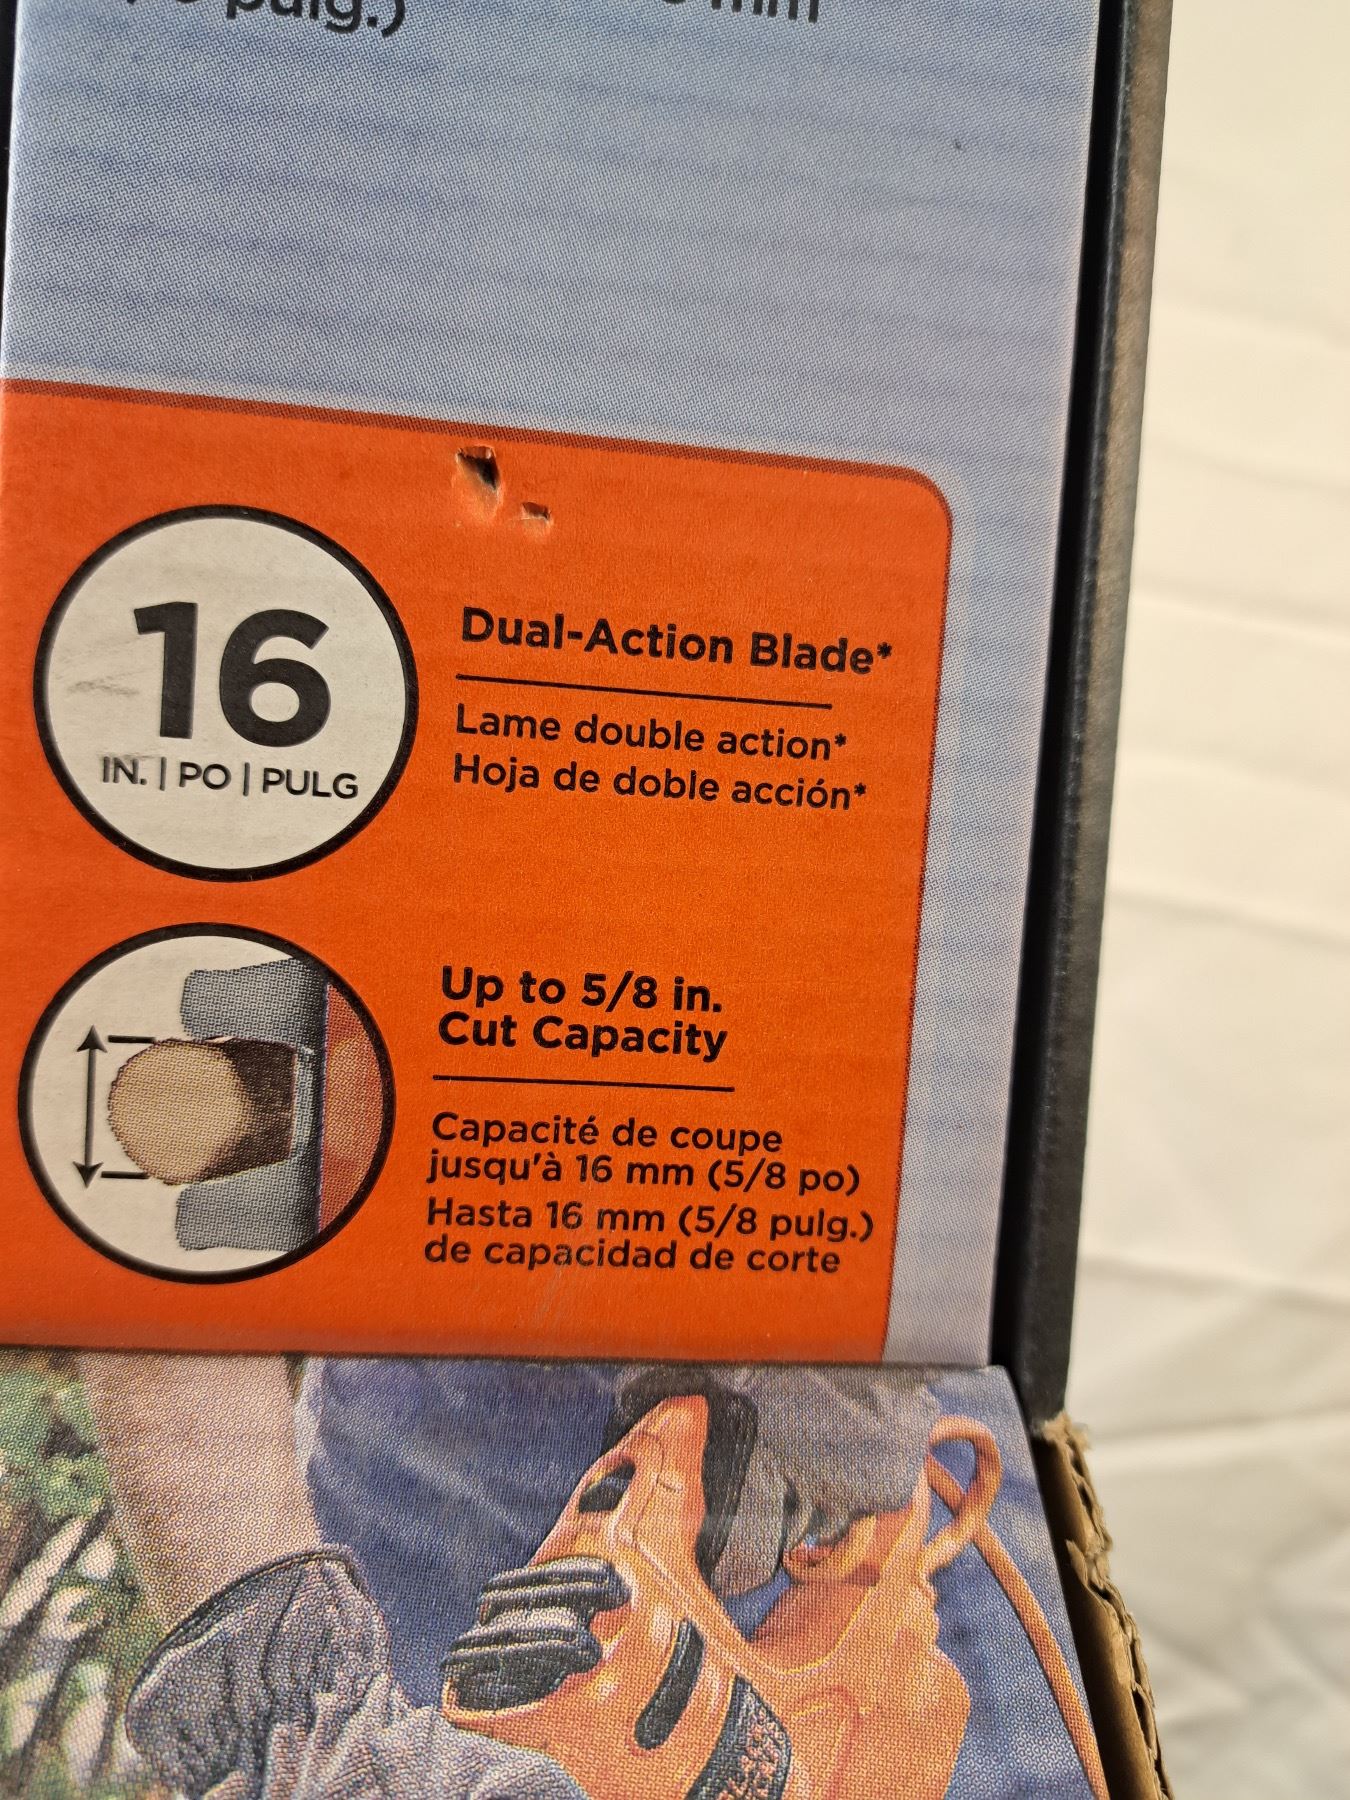 pulg.)
mm
16
IN. | PO | PULG
Dual-Action Blade*
Lame double action*
Hoja de doble acción*
Up to 5/8 in.
Cut Capacity
Capacité de coupe
jusqu'à 16 mm (5/8 po)
Hasta 16 mm (5/8 pulg.)
de capacidad de corte